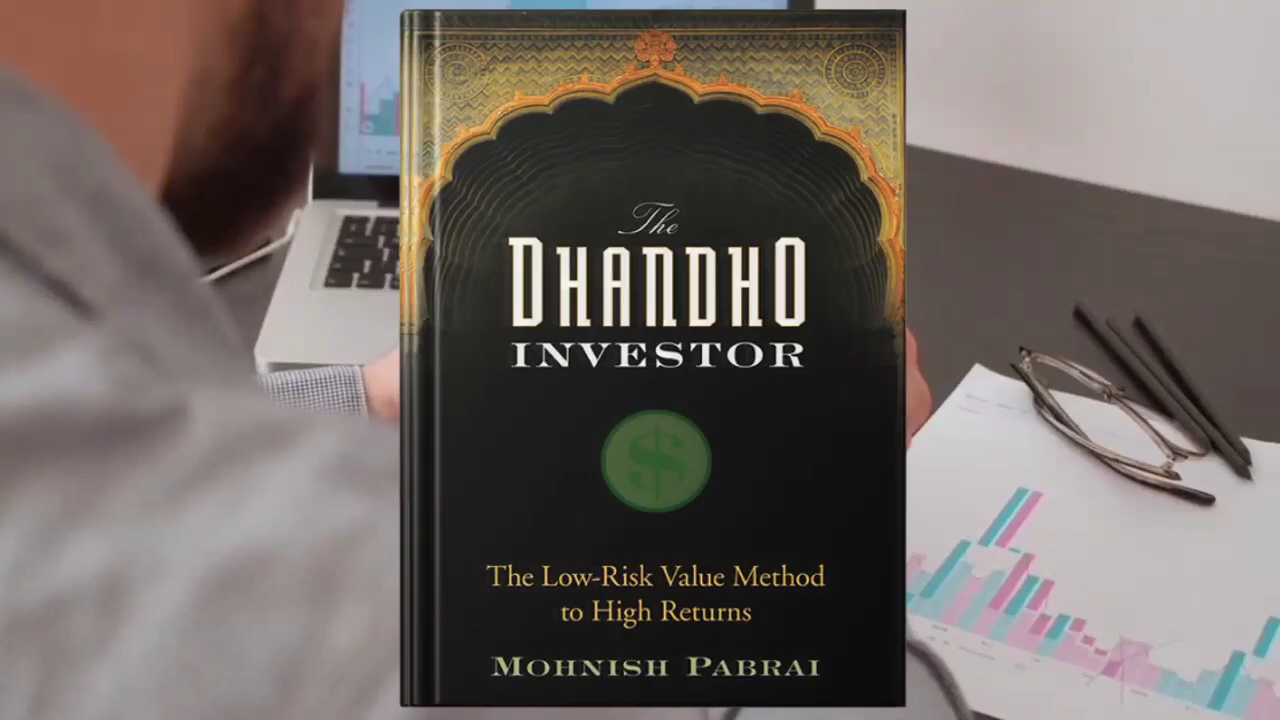 The
DHANDHO
INVESTOR
$
The Low-Risk Value Method
to High Returns
MOHNISH PABRAI